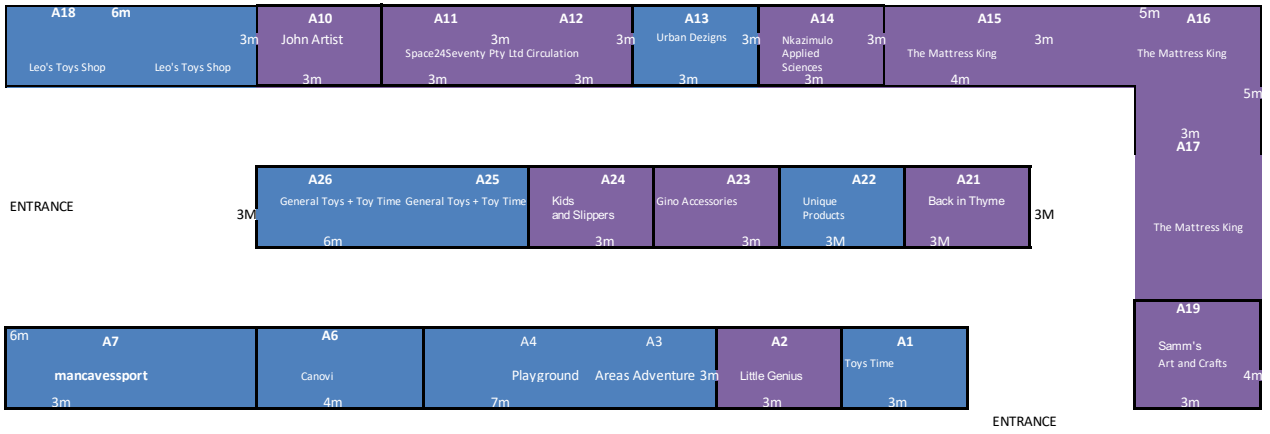 A18 6m
3m
Leo's Toys Shop Leo's Toys Shop
A10
John Artist
3m
A11 A12
3m 3m
Space24Seventy Pty Ltd Circulation
3m 3m
A13
Urban Dezigns 3m
3m
A14
Nkazimulo 3m
Applied
Sciences
3m
A15
3m
The Mattress King
4m
5m A16
The Mattress King
5m
3m
A17
The Mattress King
ENTRANCE
3M
A26 A25
General Toys + Toy Time General Toys + Toy Time
6m
A24
Kids
and Slippers
3m
A23
Gino Accessories
3m
A22
Unique
Products
3M
A21
Back in Thyme
3M
3M
6m A7
mancavessport
3m
A6
Canovi
4m
A4 A3
Playground Areas Adventure 3m
7m
A2
Little Genius
3m
A1
Toys Time
3m
A19
Samm's
Art and Crafts
4m
3m
ENTRANCE